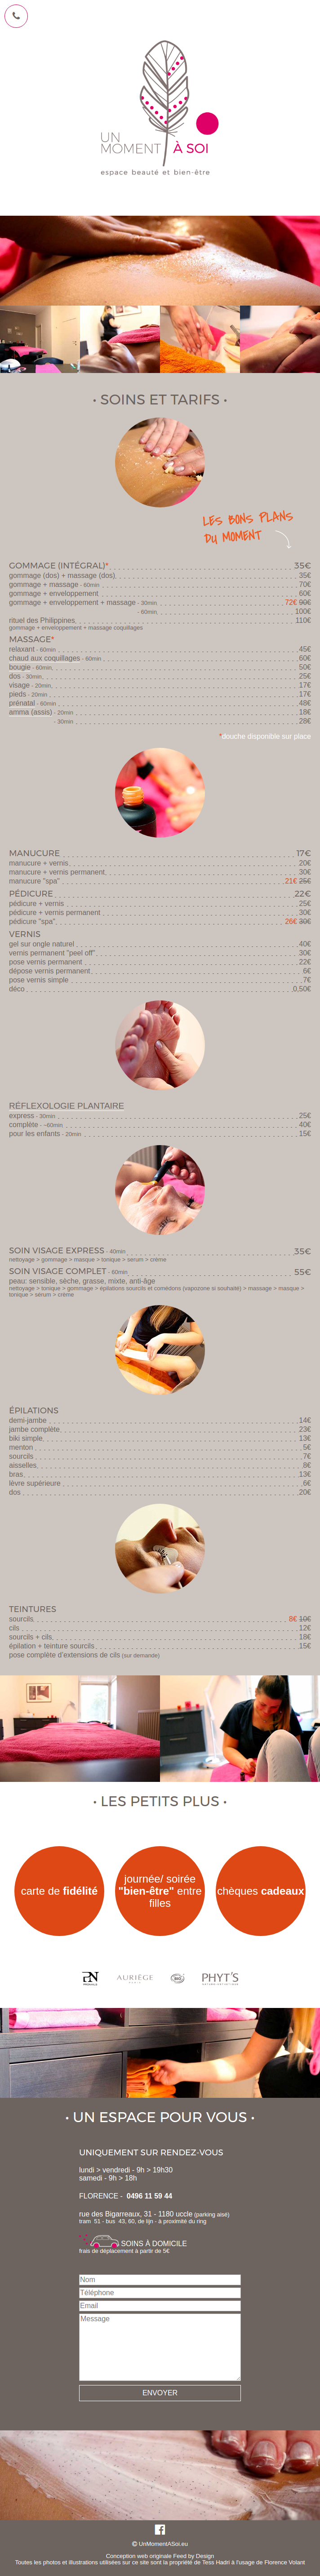 UN
MOMENT À SOI
espace beauté et bien-être
• SOINS ET TARIFS •
LES BONS PLANS
DU MOMENT
GOMMAGE (INTÉGRAL)* 35€
gommage (dos) + massage (dos) 35€
gommage + massage - 60min 70€
gommage + enveloppement 60€
gommage + enveloppement + massage - 30min 72€ 90€
- 60min 100€
rituel des Philippines, 110€
gommage + enveloppement + massage coquillages
MASSAGE*
relaxant - 60min 45€
chaud aux coquillages - 60min 60€
bougie - 60min 50€
dos - 30min 25€
visage - 20min 17€
pieds - 20min 17€
prénatal - 60min 48€
amma (assis) - 20min 18€
- 30min 28€
*douche disponible sur place
MANUCURE 17€
manucure + vernis 20€
manucure + vernis permanent 30€
manucure "spa" 21€ 25€
PÉDICURE 22€
pédicure + vernis 25€
pédicure + vernis permanent 30€
pédicure "spa" 26€ 30€
VERNIS
gel sur ongle naturel 40€
vernis permanent "peel off" 30€
pose vernis permanent 22€
dépose vernis permanent 6€
pose vernis simple 7€
déco 0,50€
RÉFLEXOLOGIE PLANTAIRE
express - 30min 25€
complète - ~60min 40€
pour les enfants - 20min 15€
SOIN VISAGE EXPRESS - 40min 35€
nettoyage > gommage > masque > tonique > serum > crème
SOIN VISAGE COMPLET - 60min 55€
peau: sensible, sèche, grasse, mixte, anti-âge
nettoyage > tonique > gommage > épilations sourcils et comédons (vapozone si souhaité) > massage > masque >
tonique > sérum > crème
ÉPILATIONS
demi-jambe 14€
jambe complète 23€
biki simple 13€
menton 5€
sourcils 7€
aisselles 8€
bras 13€
lèvre supérieure 6€
dos 20€
TEINTURES
sourcils 8€ 10€
cils 12€
sourcils + cils 18€
épilation + teinture sourcils 15€
pose complète d'extensions de cils (sur demande)
• LES PETITS PLUS •
carte de fidélité
journée/ soirée
"bien-être" entre
filles
chèques cadeaux
AURIÈGE
PARIS
BIO
PHYT'S
• UN ESPACE POUR VOUS •
UNIQUEMENT SUR RENDEZ-VOUS
lundi > vendredi - 9h > 19h30
samedi - 9h > 18h
FLORENCE - 0496 11 59 44
rue des Bigarreaux, 31 - 1180 uccle (parking aisé)
tram 51 - bus 43, 60, de lijn - à proximité du ring
SOINS À DOMICILE
frais de déplacement à partir de 5€
Nom
Téléphone
Email
Message
ENVOYER
© UnMomentASoi.eu
Conception web originale Feed by Design
Toutes les photos et illustrations utilisées sur ce site sont la propriété de Tess Hadri à l'usage de Florence Volant